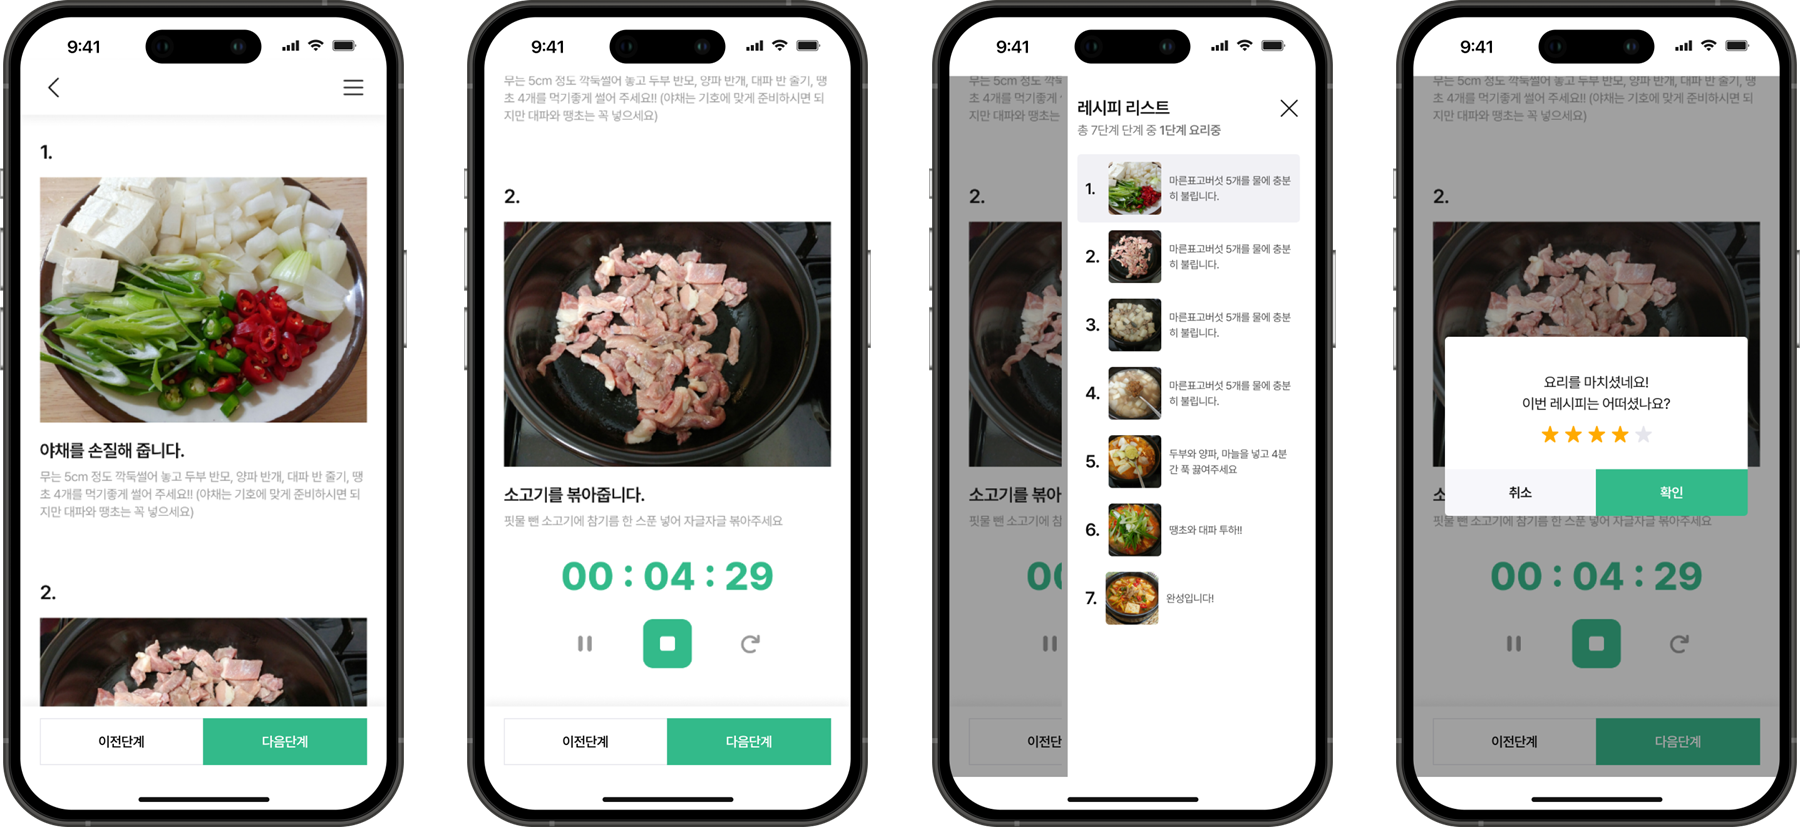 9:41
1.
야채를 손질해 줍니다.
무는 5cm 정도 깍둑썰어 놓고 두부 반모, 양파 반개, 대파 반 줄기, 땡
초 4개를 먹기좋게 썰어 주세요!! (야채는 기호에 맞게 준비하시면 되
지만 대파와 땡초는 꼭 넣으세요)
2.
이전단계
다음단계
9:41
무는 5cm 정도 깍둑썰어 놓고 두부 반모, 양파 반개, 대파 반 줄기, 땡
초 4개를 먹기좋게 썰어 주세요!! (야채는 기호에 맞게 준비하시면 되
지만 대파와 땡초는 꼭 넣으세요)
2.
소고기를 볶아줍니다.
핏물 뺀 소고기에 참기름 한 스푼 넣어 자글자글 볶아주세요
00 : 04 : 29
이전단계
다음단계
9:41
무는 5cm 정도 깍둑
초 4개를 먹기좋게
지만 대파와 땡초는
2.
소고기를 볶아
핏물 뺀 소고기에 참
00
이전단
레시피 리스트
총 7단계 단계 중 1단계 요리중
1.
마른표고버섯 5개를 물에 충분
히 불립니다.
2.
마른표고버섯 5개를 물에 충분
히 불립니다.
3.
마른표고버섯 5개를 물에 충분
히 불립니다.
4.
마른표고버섯 5개를 물에 충분
히 불립니다.
5.
두부와 양파, 마늘을 넣고 4분
간 푹 끓여주세요
6.
땡초와 대파 투하!!
7.
완성입니다!
9:41
무는 5cm 정도 깍둑썰어 놓고 두부 반모, 양파 반개, 대파 반 줄기, 땡
초 4개를 먹기좋게 썰어 주세요!! (야채는 기호에 맞게 준비하시면 되
지만 대파와 땡초는 꼭 넣으세요)
2.
요리를 마치셨네요!
이번 레시피는 어떠셨나요?
취소
확인
핏물 뺀 소고기에 참기름 한 스푼 넣어 자글자글 볶아주세요
00 : 04 : 29
이전단계
다음단계